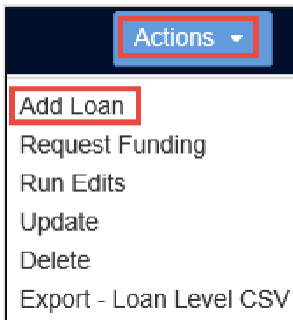 Actions
Add Loan
Request Funding
Run Edits
Update
Delete
Export - Loan Level CSV